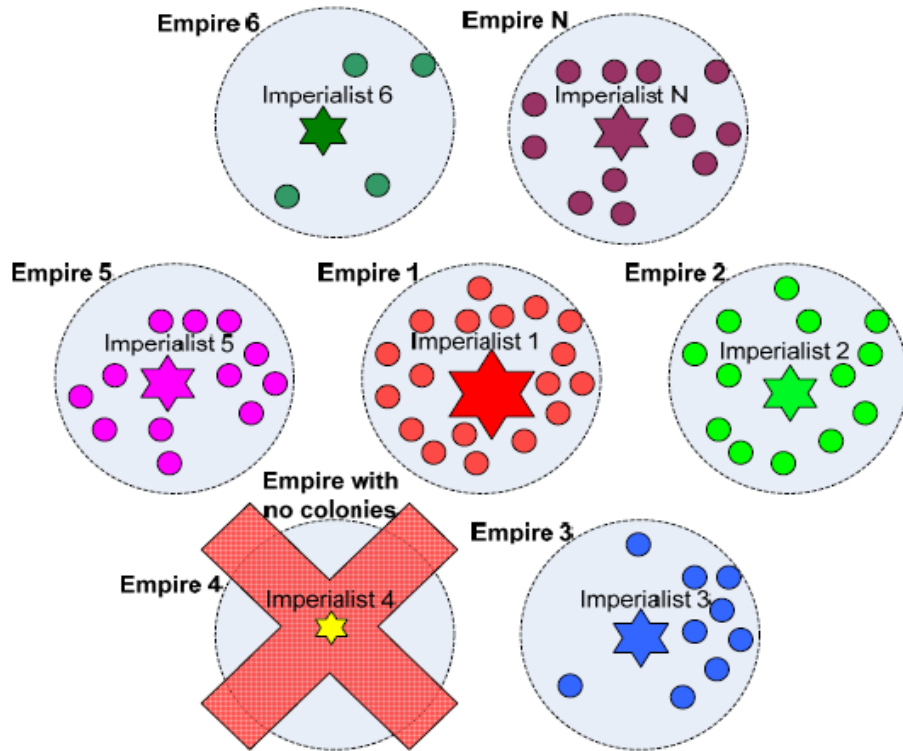 Empire 6
Imperialist 6
Empire N
Imperialist N
Empire 5
Imperialist 5
Empire 1
Imperialist 1
Empire 2
Imperialist 2
Empire with
no colonies
Empire 4
Imperialist 4
Empire 3
Imperialist 3